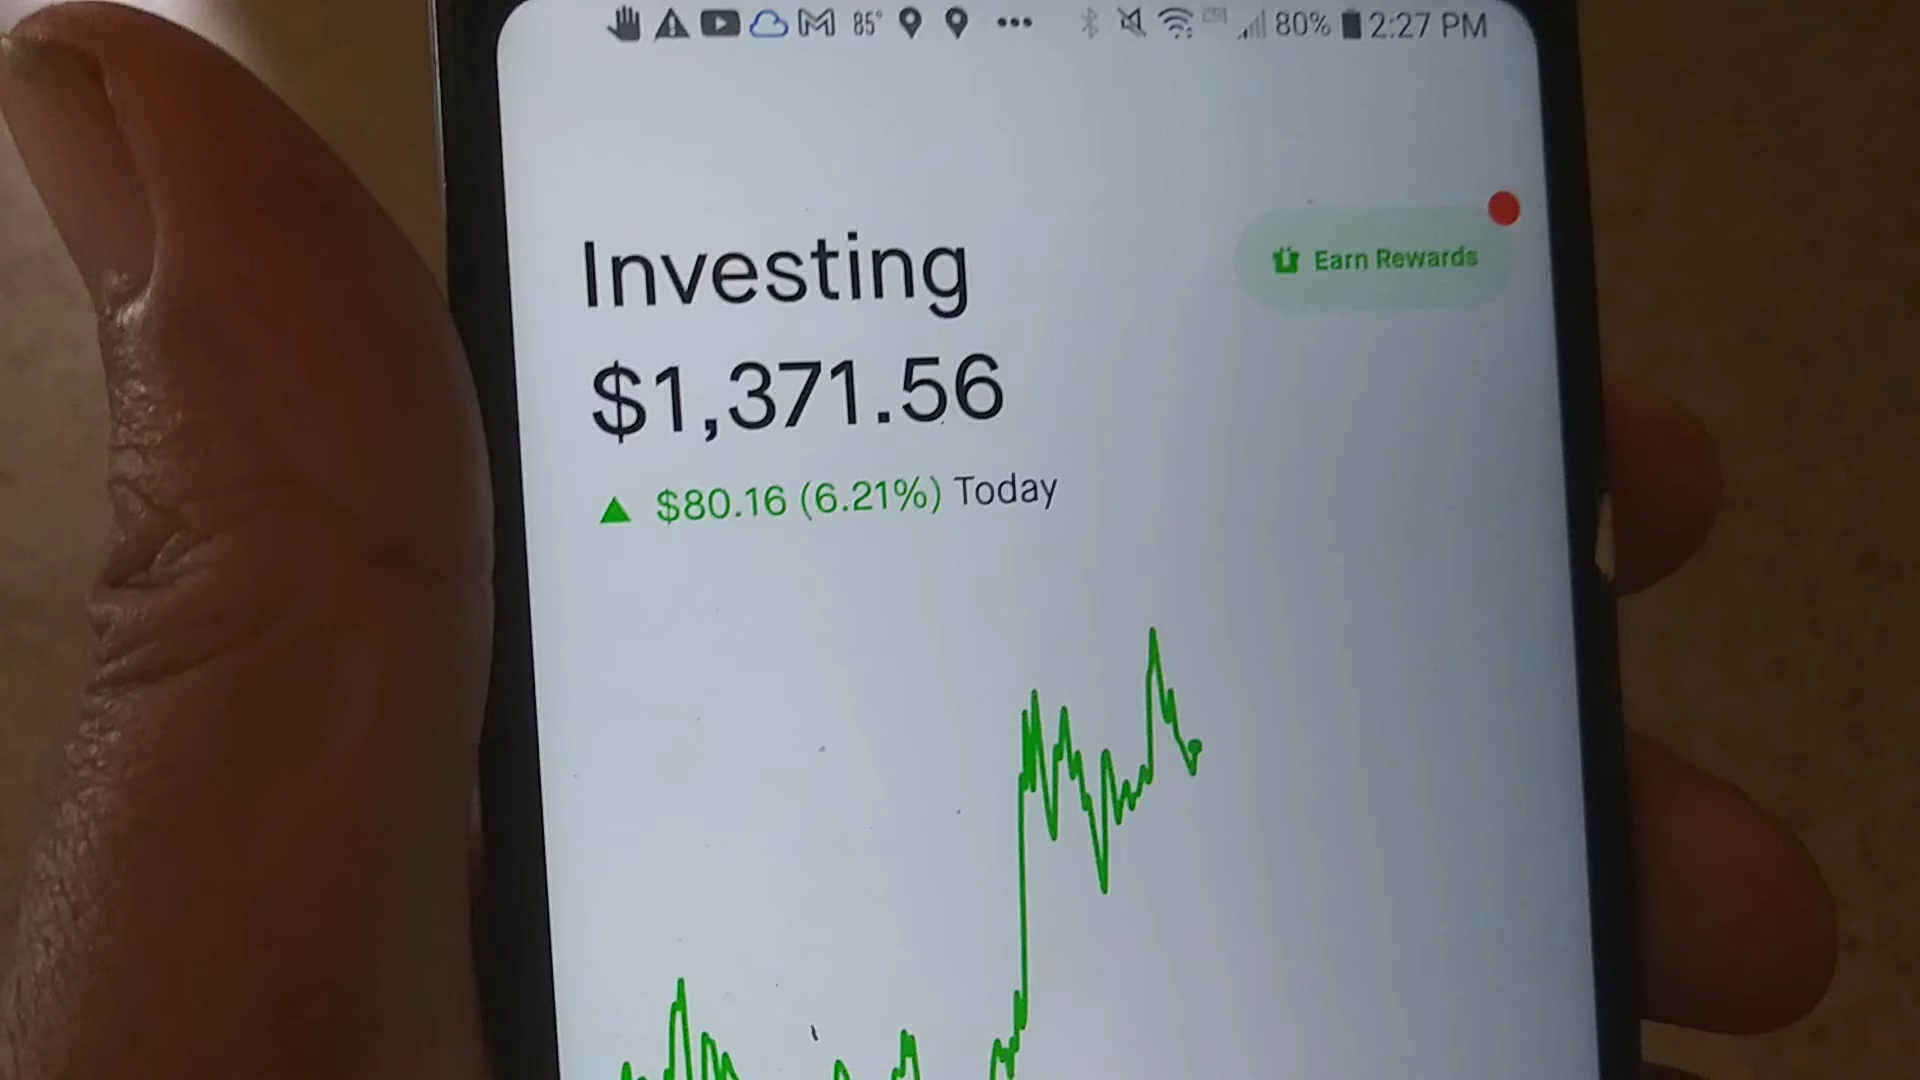 85° ••• 80% 2:27 PM
Investing
Earn Rewards
$1,371.56
▲ $80.16 (6.21%) Today